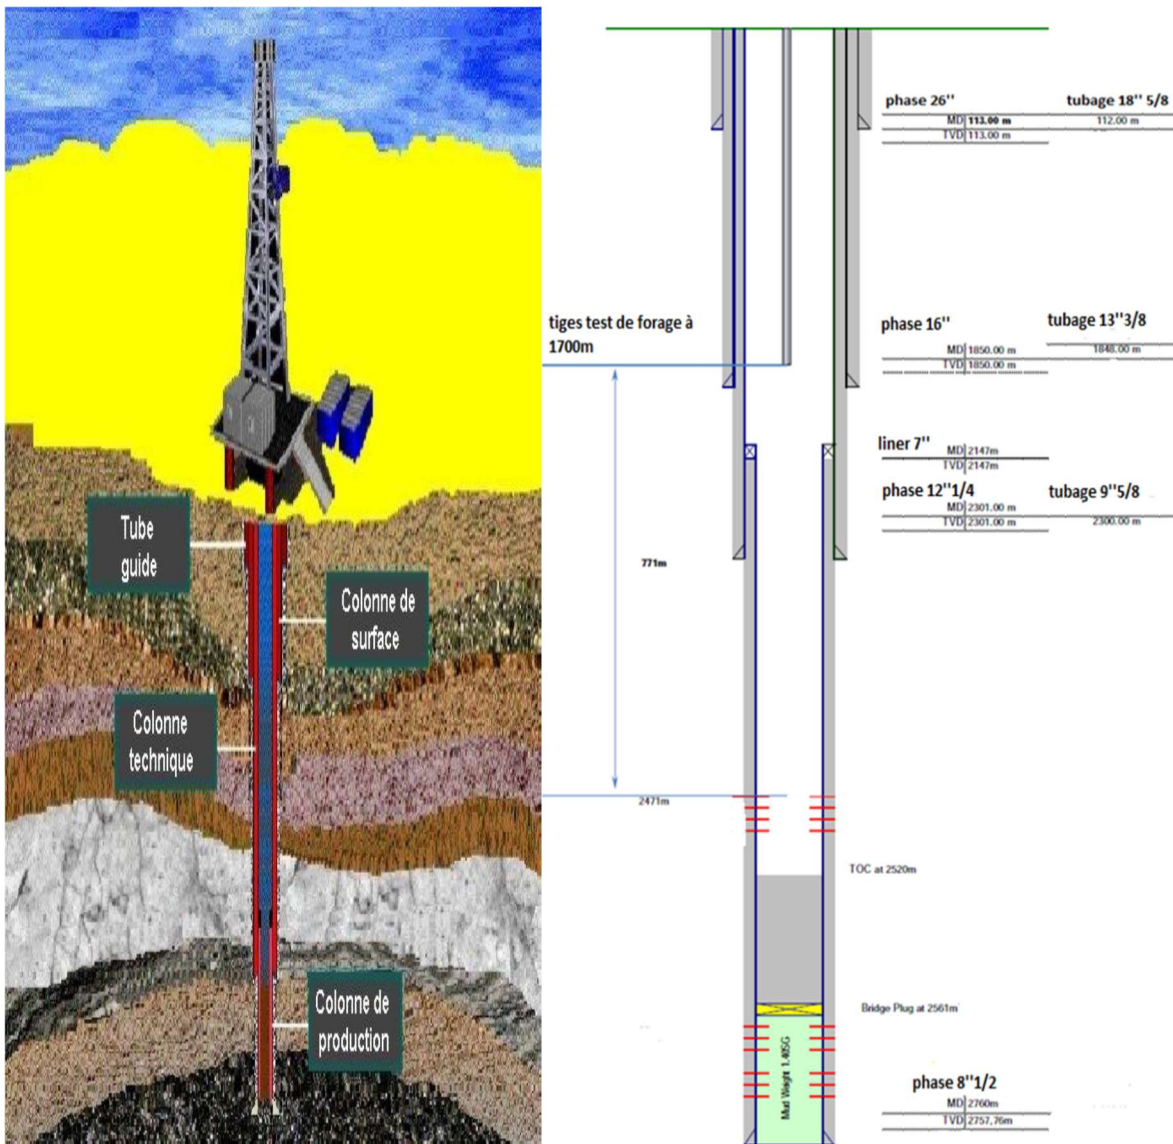 Tube
guide
Colonne de
surface
Colonne
technique
Colonne de
production
phase 26'' tubage 18'' 5/8
MD 113.00 m 112.00 m
TVD 113.00 m
tiges test de forage à
1700m
phase 16'' tubage 13''3/8
MD 1850.00 m 1848.00 m
TVD 1850.00 m
liner 7'' MD 2147m
TVD 2147m
phase 12''1/4 tubage 9''5/8
MD 2301.00 m
TVD 2301.00 m 2300.00 m
771m
2471m
TOC at 2520m
Bridge Plug at 2561m
Mud Weight 1.40SG
phase 8''1/2
MD 2760m
TVD 2757,76m